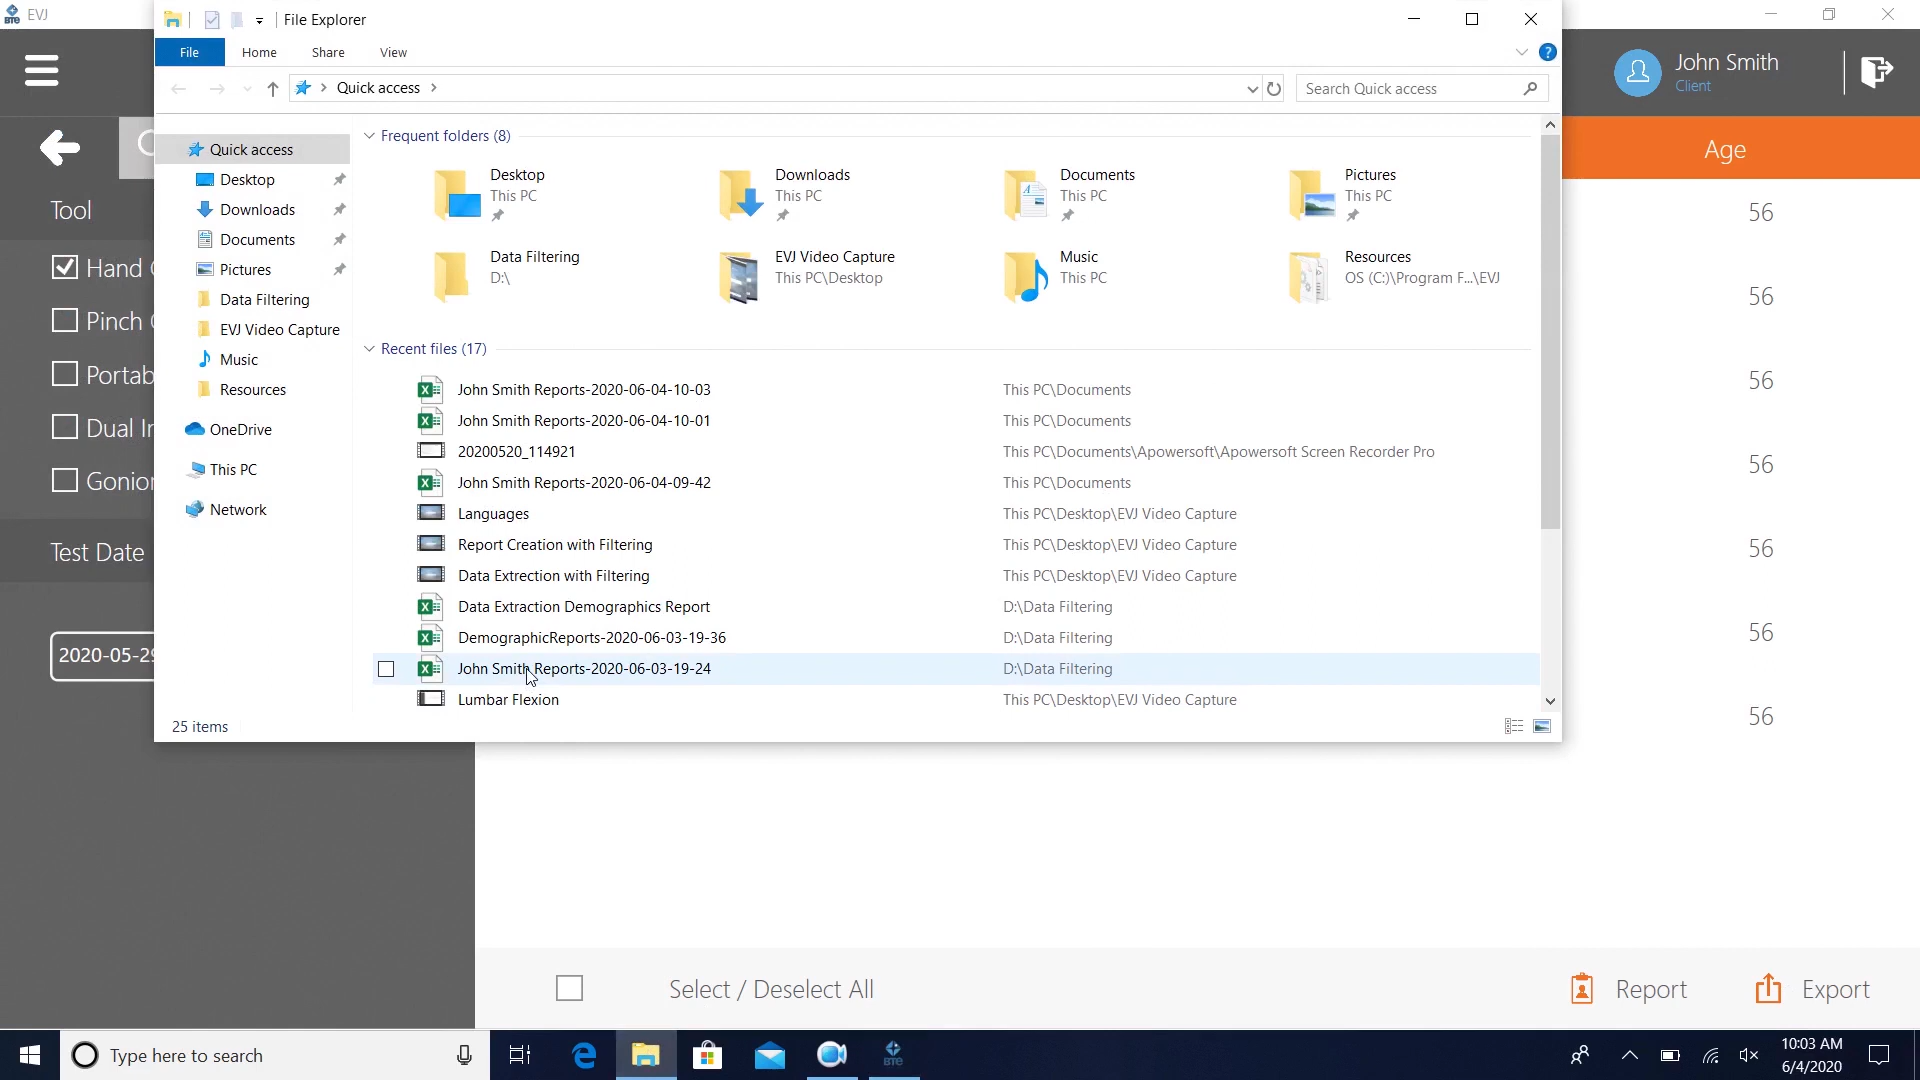 EVJ
File Explorer
File Home Share View
John Smith
Client
Quick access
Search Quick access
Age
Tool
Hand
Pinch
Portab
Dual In
Gonior
Test Date
2020-05-29
Quick access
Desktop
Downloads
Documents
Pictures
Data Filtering
EVJ Video Capture
Music
Resources
OneDrive
This PC
Network
Frequent folders (8)
Desktop
This PC
Downloads
This PC
Documents
This PC
Pictures
This PC
Data Filtering
D:\
EVJ Video Capture
This PC\Desktop
Music
This PC
Resources
OS (C:)\Program F...\EVJ
Recent files (17)
John Smith Reports-2020-06-04-10-03 This PC\Documents
John Smith Reports-2020-06-04-10-01 This PC\Documents
20200520_114921 This PC\Documents\Apowersoft\Apowersoft Screen Recorder Pro
John Smith Reports-2020-06-04-09-42 This PC\Documents
Languages This PC\Desktop\EVJ Video Capture
Report Creation with Filtering This PC\Desktop\EVJ Video Capture
Data Extrection with Filtering This PC\Desktop\EVJ Video Capture
Data Extraction Demographics Report D:\Data Filtering
DemographicReports-2020-06-03-19-36 D:\Data Filtering
John Smith Reports-2020-06-03-19-24 D:\Data Filtering
Lumbar Flexion This PC\Desktop\EVJ Video Capture
25 items
56
56
56
56
56
56
56
Select / Deselect All
Report
Export
Type here to search
BTE
10:03 AM
6/4/2020